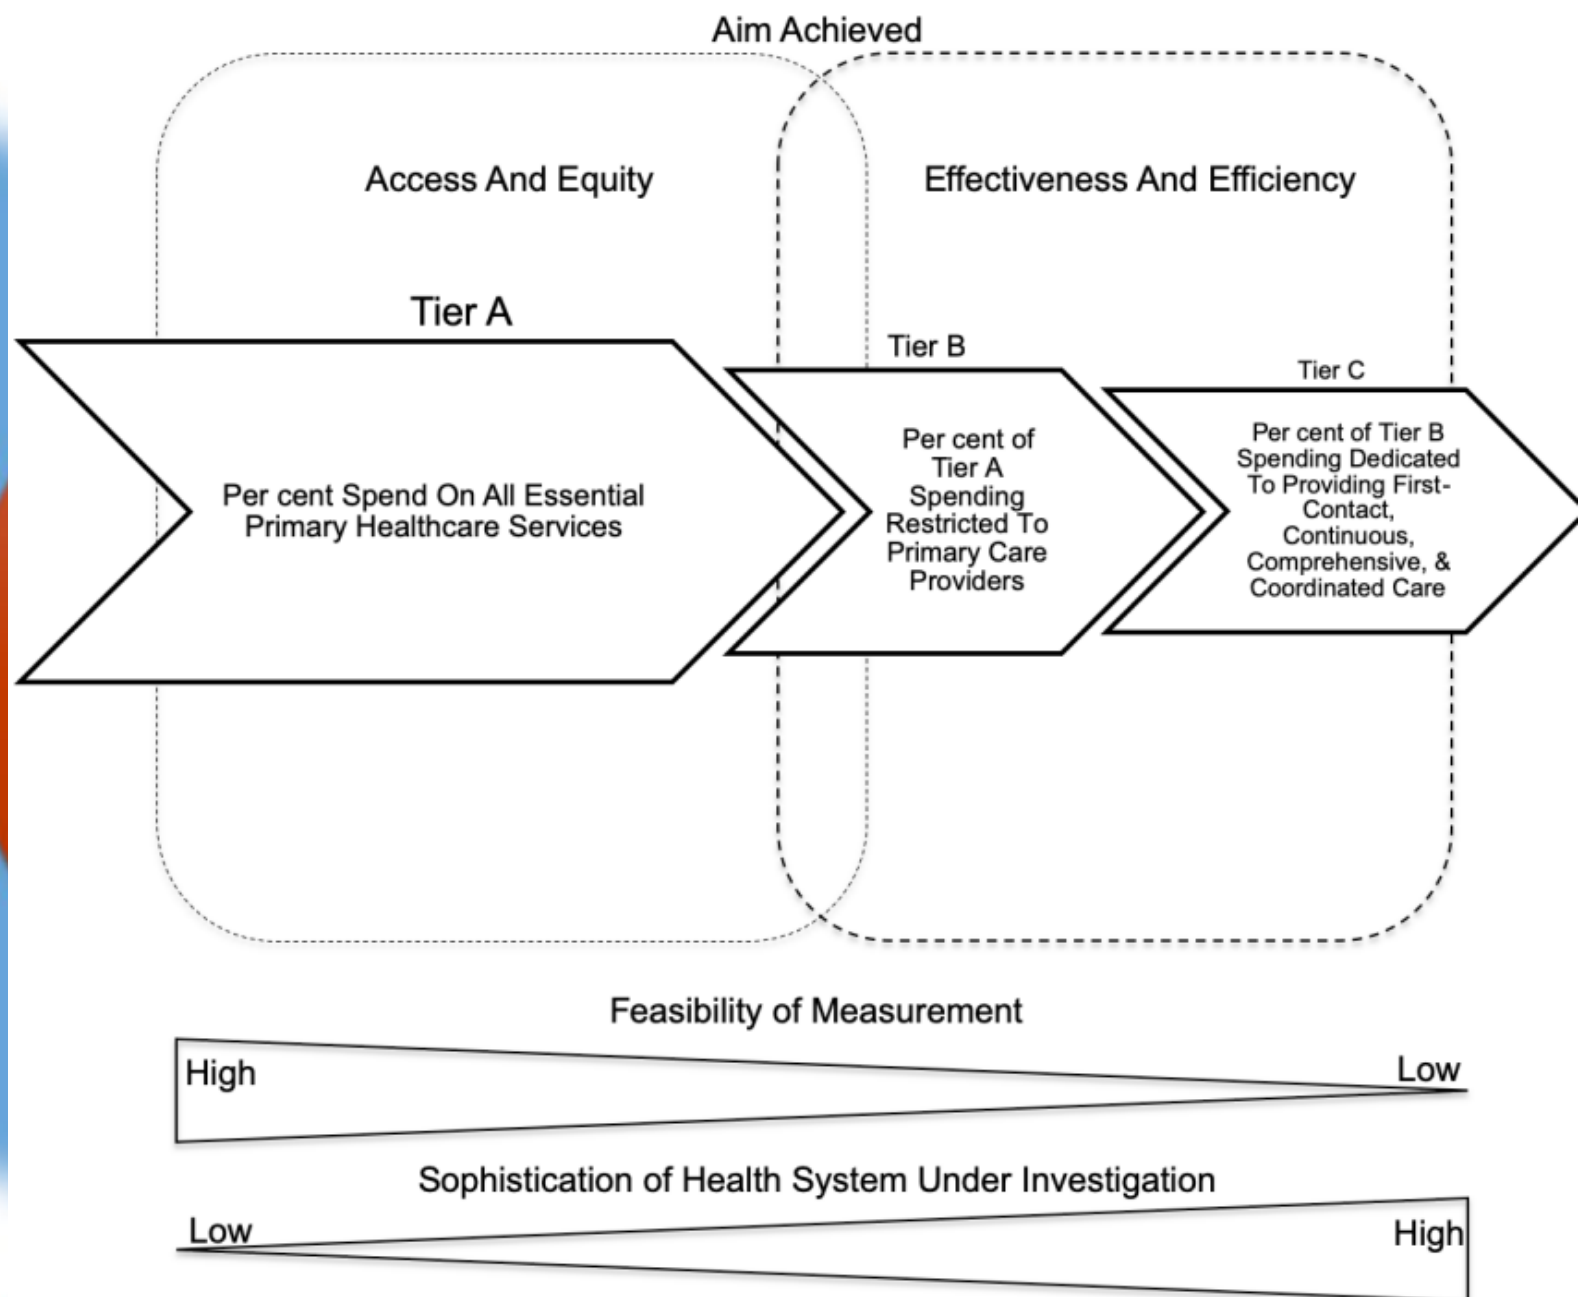 Aim Achieved
Access And Equity
Effectiveness And Efficiency
Tier A
Tier B
Tier C
Per cent Spend On All Essential
Primary Healthcare Services
Per cent of
Tier A
Spending
Restricted To
Primary Care
Providers
Per cent of Tier B
Spending Dedicated
To Providing First-
Contact,
Continuous,
Comprehensive, &
Coordinated Care
Feasibility of Measurement
High
Low
Sophistication of Health System Under Investigation
Low
High